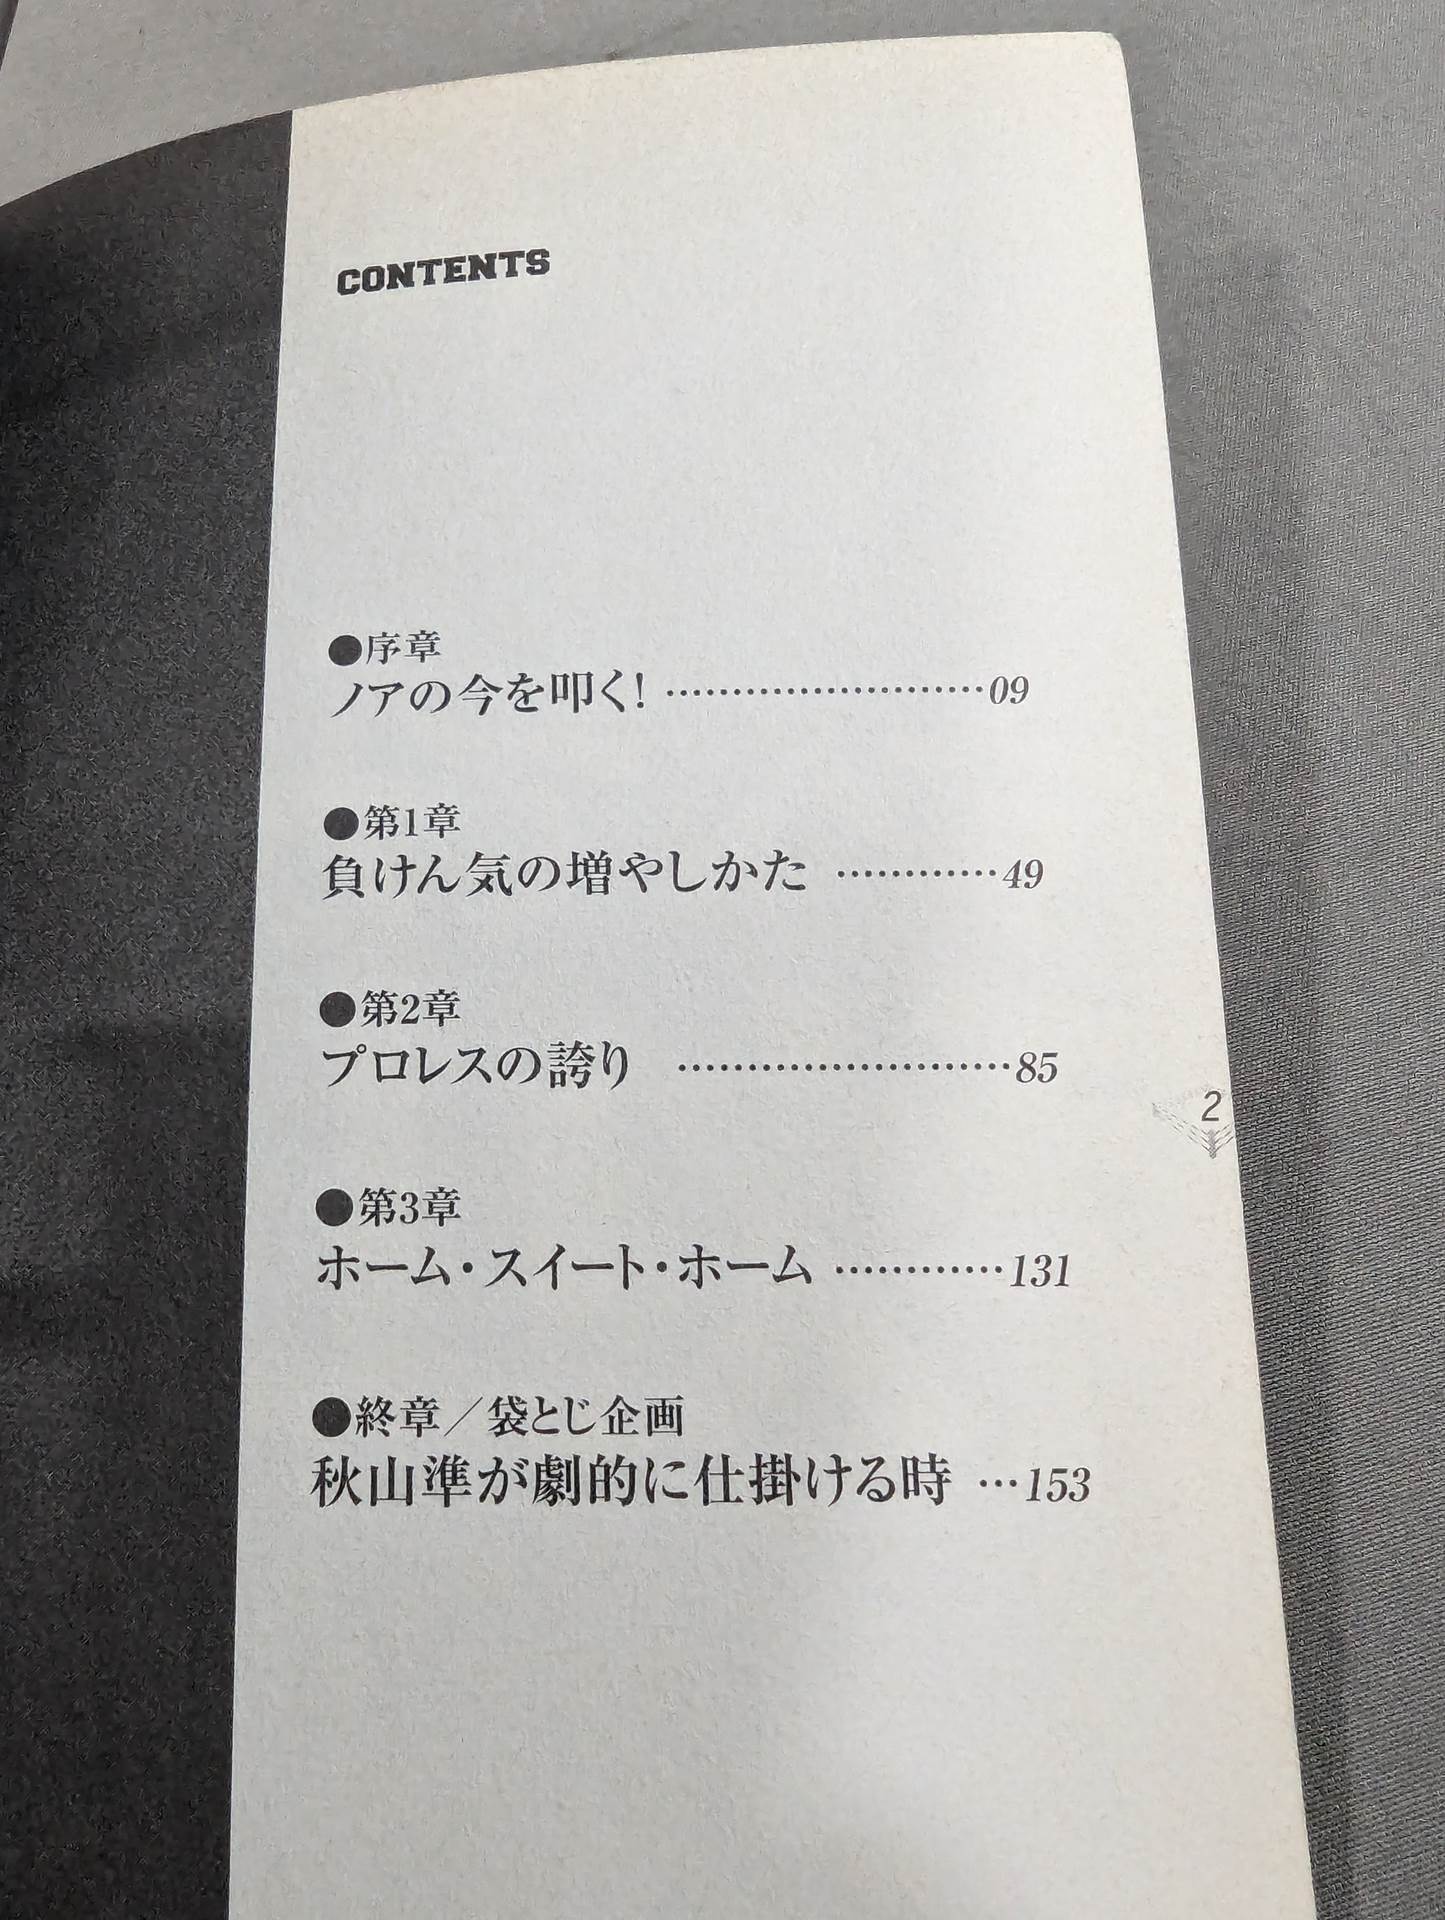 CONTENTS
●序章
ノアの今を叩く!……………………09
●第1章
負けん気の増やしかた …………49
●第2章
プロレスの誇り ……………………85
●第3章
ホーム・スイート・ホーム…………131
●終章／袋とじ企画
秋山準が劇的に仕掛ける時 …153
2